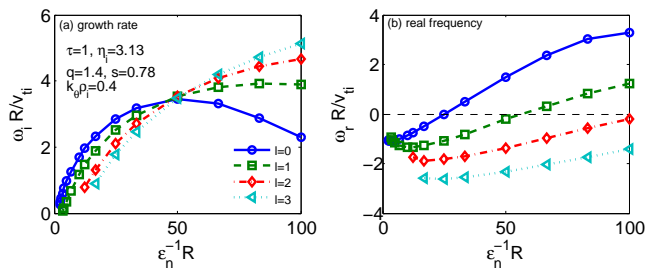 (a) growth rate
τ=1, η_i=3.13
q=1.4, s=0.78
k_θρ_i=0.4
ω_i R/v_ti
6
4
2
0
l=0
l=1
l=2
l=3
0 50 100
ε_n^-1 R
(b) real frequency
ω_r R/v_ti
4
2
0
−2
−4
0 50 100
ε_n^-1 R